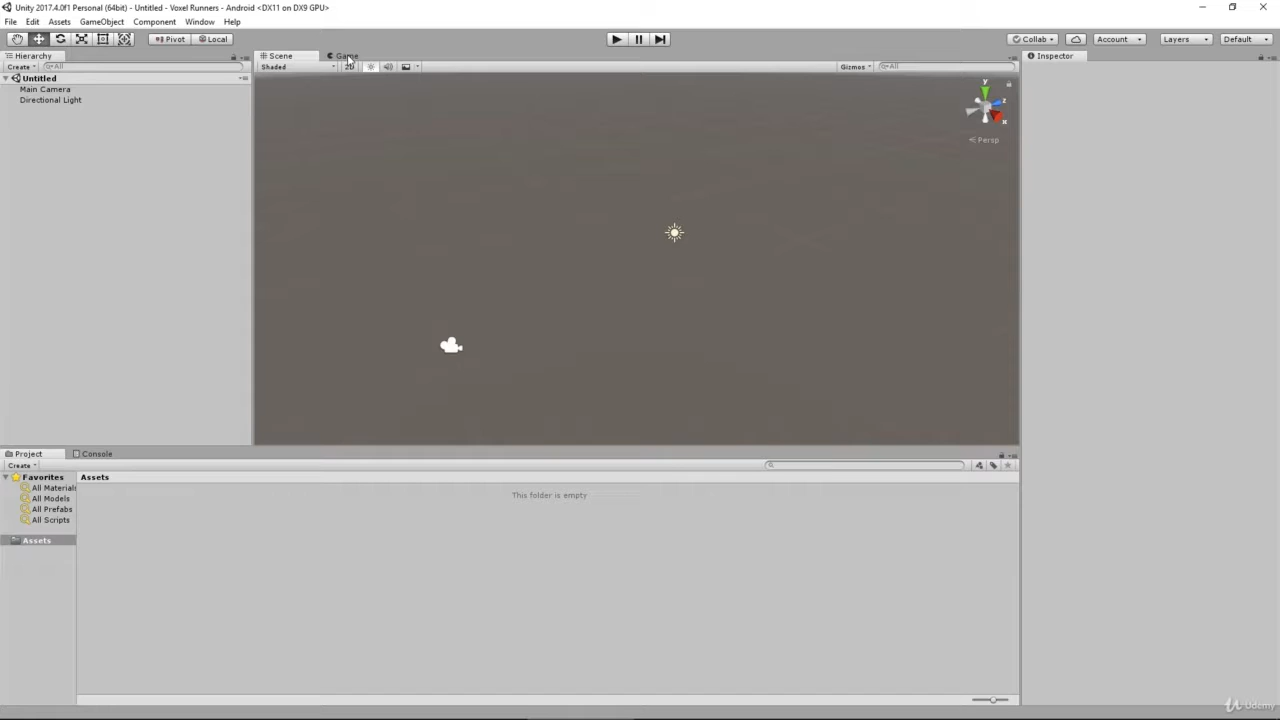 Unity 2017.4.0f1 Personal (64bit) - Untitled - Voxel Runners - Android <DX11 on DX9 GPU>
File Edit Assets GameObject Component Window Help
Pivot Local Collab Account Layers Default
Hierarchy Scene Game Inspector
Create All Shaded 2D Gizmos All
Untitled
Main Camera
Directional Light
y
z
x
Persp
Project Console
Create
Favorites Assets
All Materials
All Models
All Prefabs
All Scripts
This folder is empty
Assets
Udemy